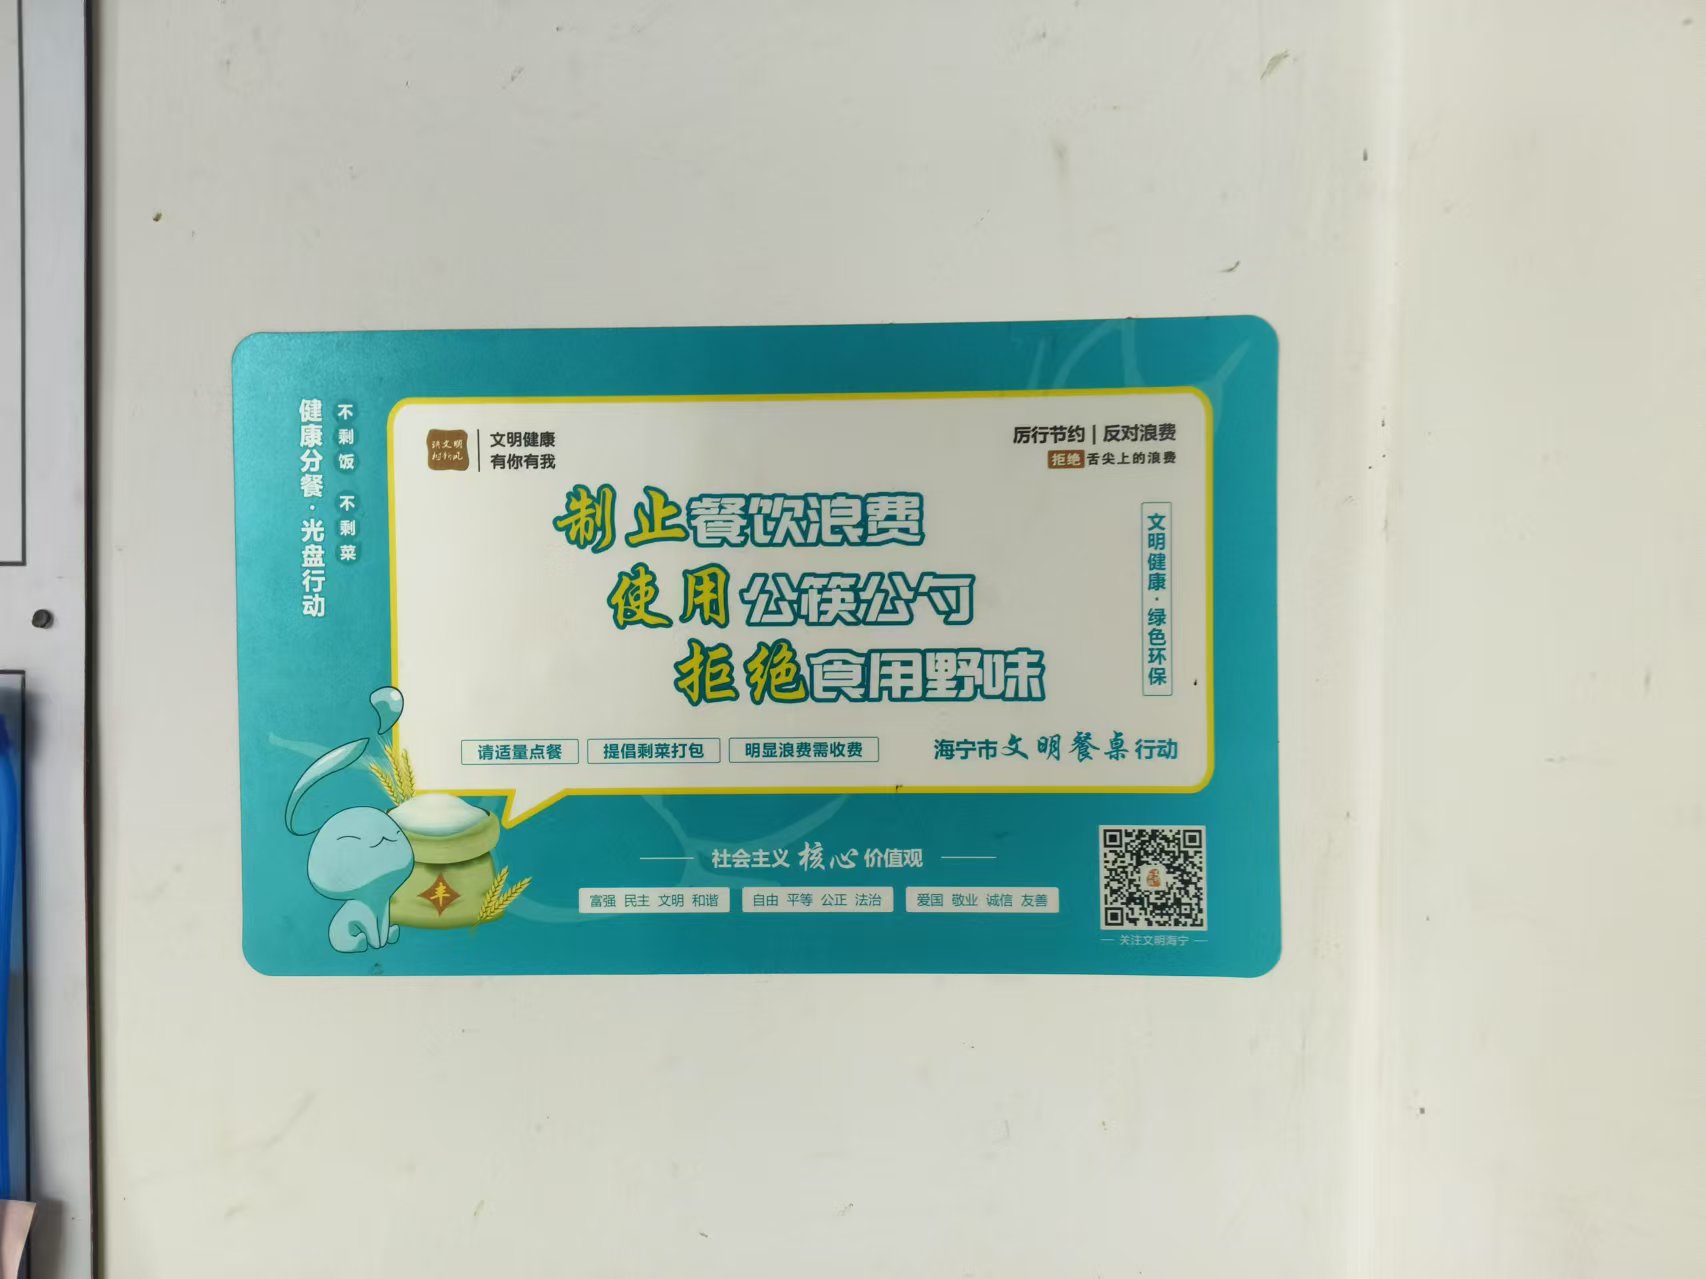 健康分餐·光盘行动
不剩饭 不剩菜
讲文明
树新风
文明健康
有你有我
厉行节约|反对浪费
拒绝舌尖上的浪费
制止餐饮浪费
使用公筷公勺
拒绝食用野味
文明健康·绿色环保
请适量点餐 提倡剩菜打包 明显浪费需收费
海宁市文明餐桌行动
丰
社会主义核心价值观
富强 民主 文明 和谐 自由 平等 公正 法治 爱国 敬业 诚信 友善
关注文明海宁